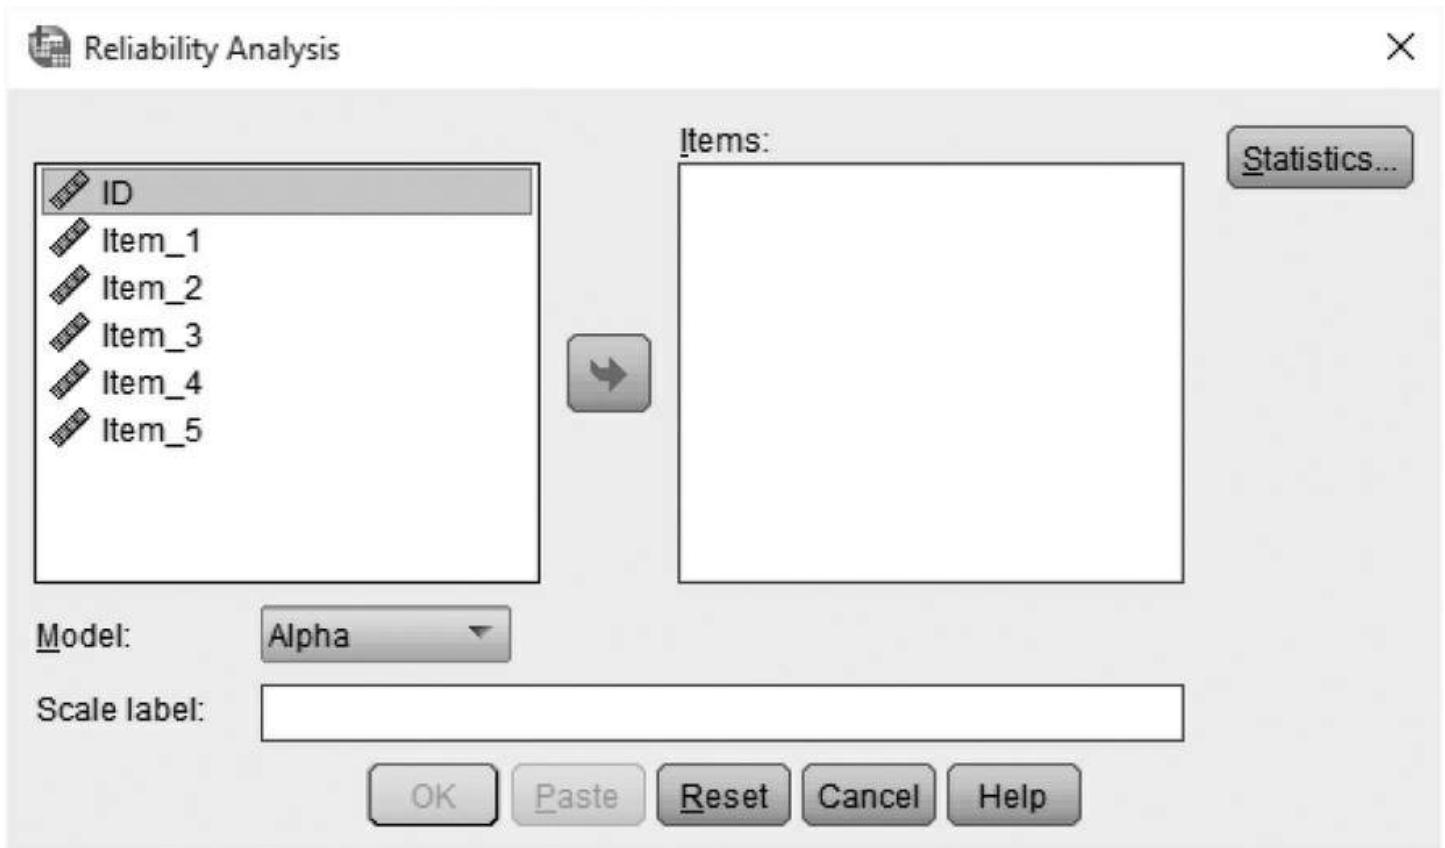 Reliability Analysis
Items:
Statistics...
ID
Item_1
Item_2
Item_3
Item_4
Item_5
Model:
Alpha
Scale label:
OK
Paste
Reset
Cancel
Help